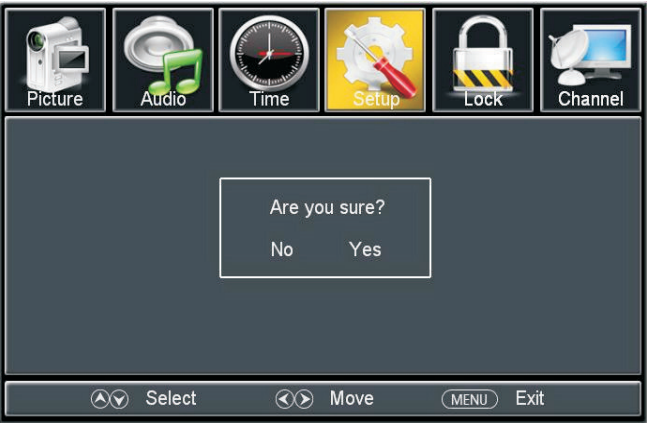 Picture Audio Time Setup Lock Channel
Are you sure?
No Yes
Select Move MENU Exit